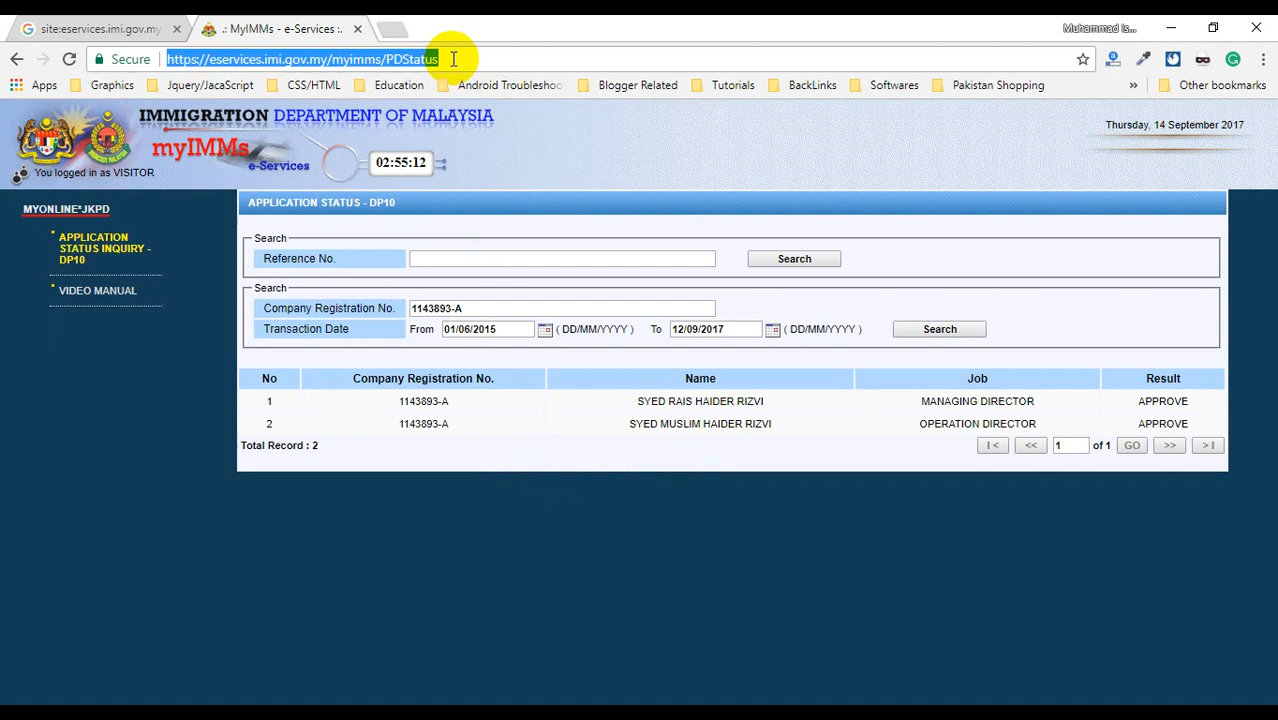 site:eservices.imi.gov.my
.: MyIMMs - e-Services :.
Muhammad Is...
Secure
https://eservices.imi.gov.my/myimms/PDStatus
Apps
Graphics
Jquery/JacaScript
CSS/HTML
Education
Android Troubleshoo
Blogger Related
Tutorials
BackLinks
Softwares
Pakistan Shopping
»
Other bookmarks
IMMIGRATION DEPARTMENT OF MALAYSIA
myIMMs
e-Services
02:55:12
You logged in as VISITOR
Thursday, 14 September 2017
MYONLINE*JKPD
APPLICATION
STATUS INQUIRY -
DP10
VIDEO MANUAL
APPLICATION STATUS - DP10
Search
Reference No.
Search
Search
Company Registration No. 1143893-A
Transaction Date From 01/06/2015 ( DD/MM/YYYY ) To 12/09/2017 ( DD/MM/YYYY ) Search
No Company Registration No. Name Job Result
1 1143893-A SYED RAIS HAIDER RIZVI MANAGING DIRECTOR APPROVE
2 1143893-A SYED MUSLIM HAIDER RIZVI OPERATION DIRECTOR APPROVE
Total Record : 2 I < << 1 of 1 GO >> > I